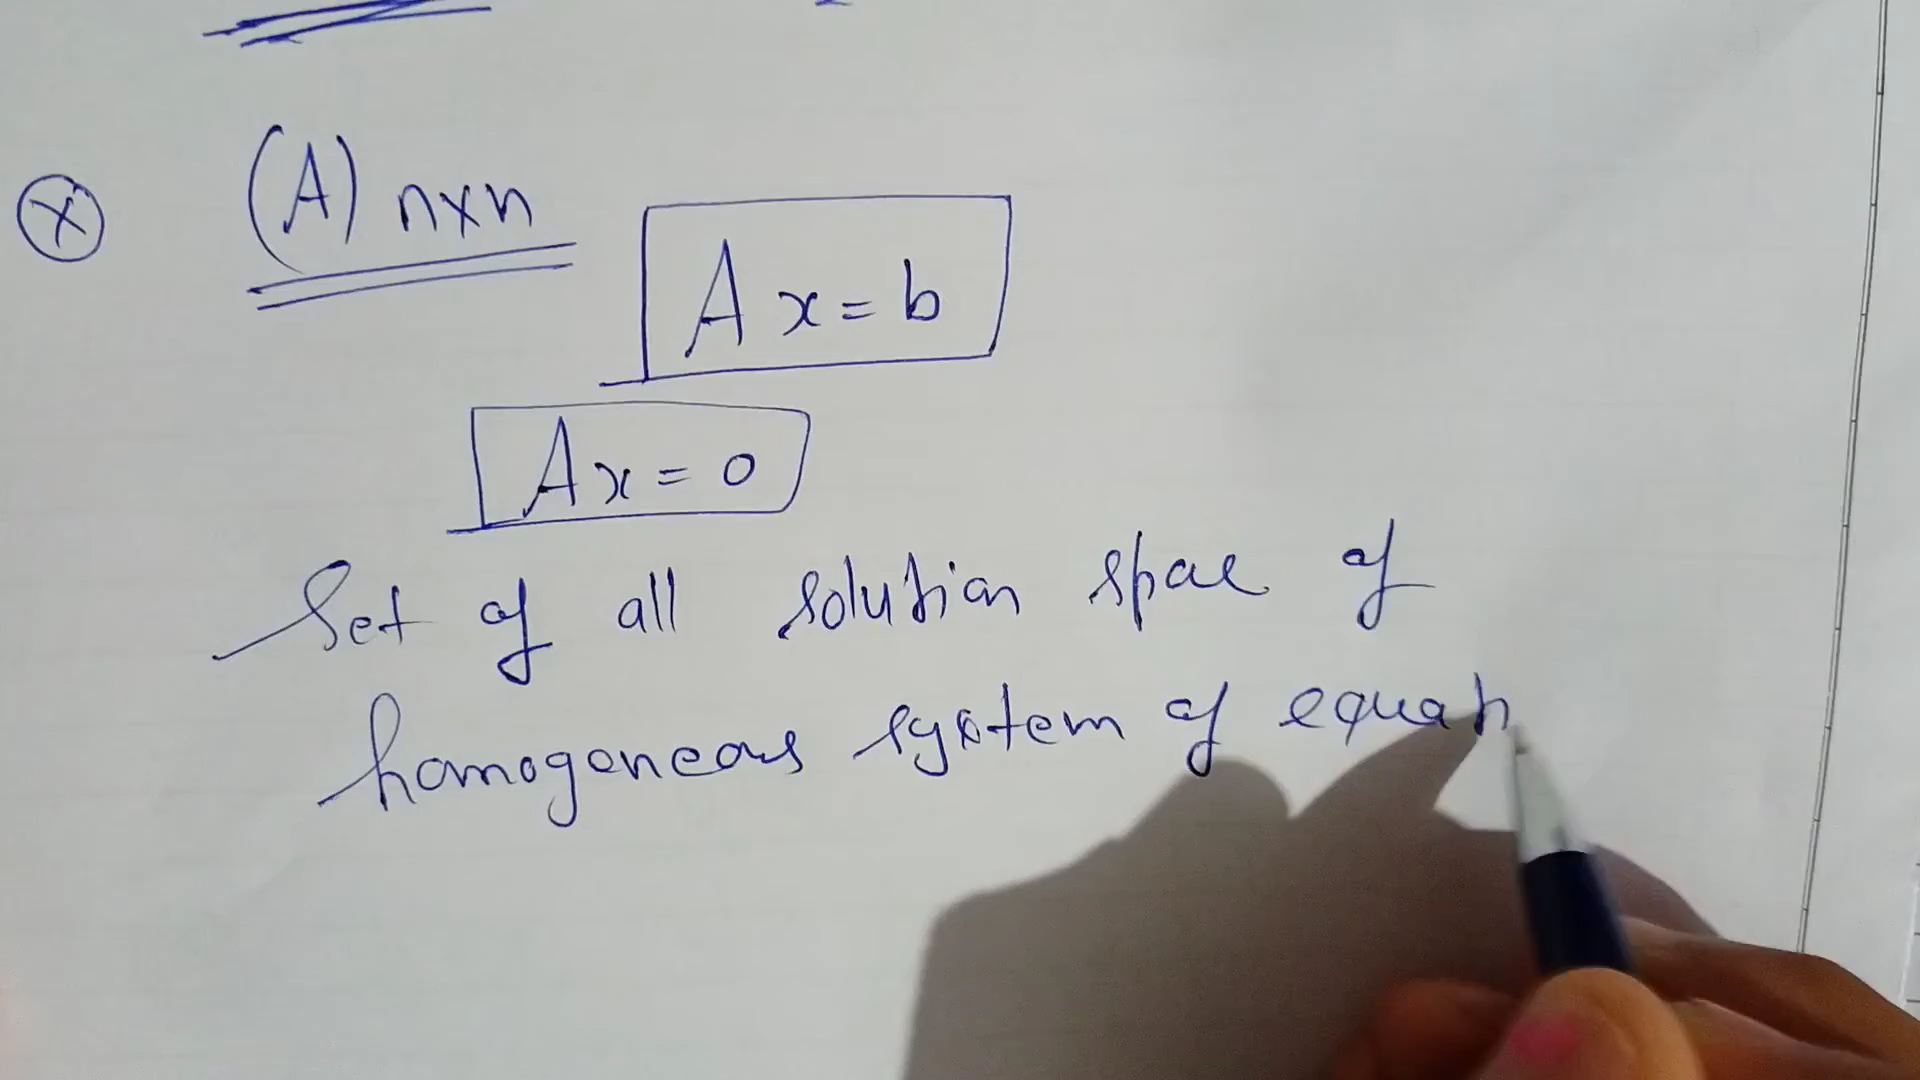 (A) n×n
Ax = b
Ax = 0
Set of all solution space of
homogeneous system of equati